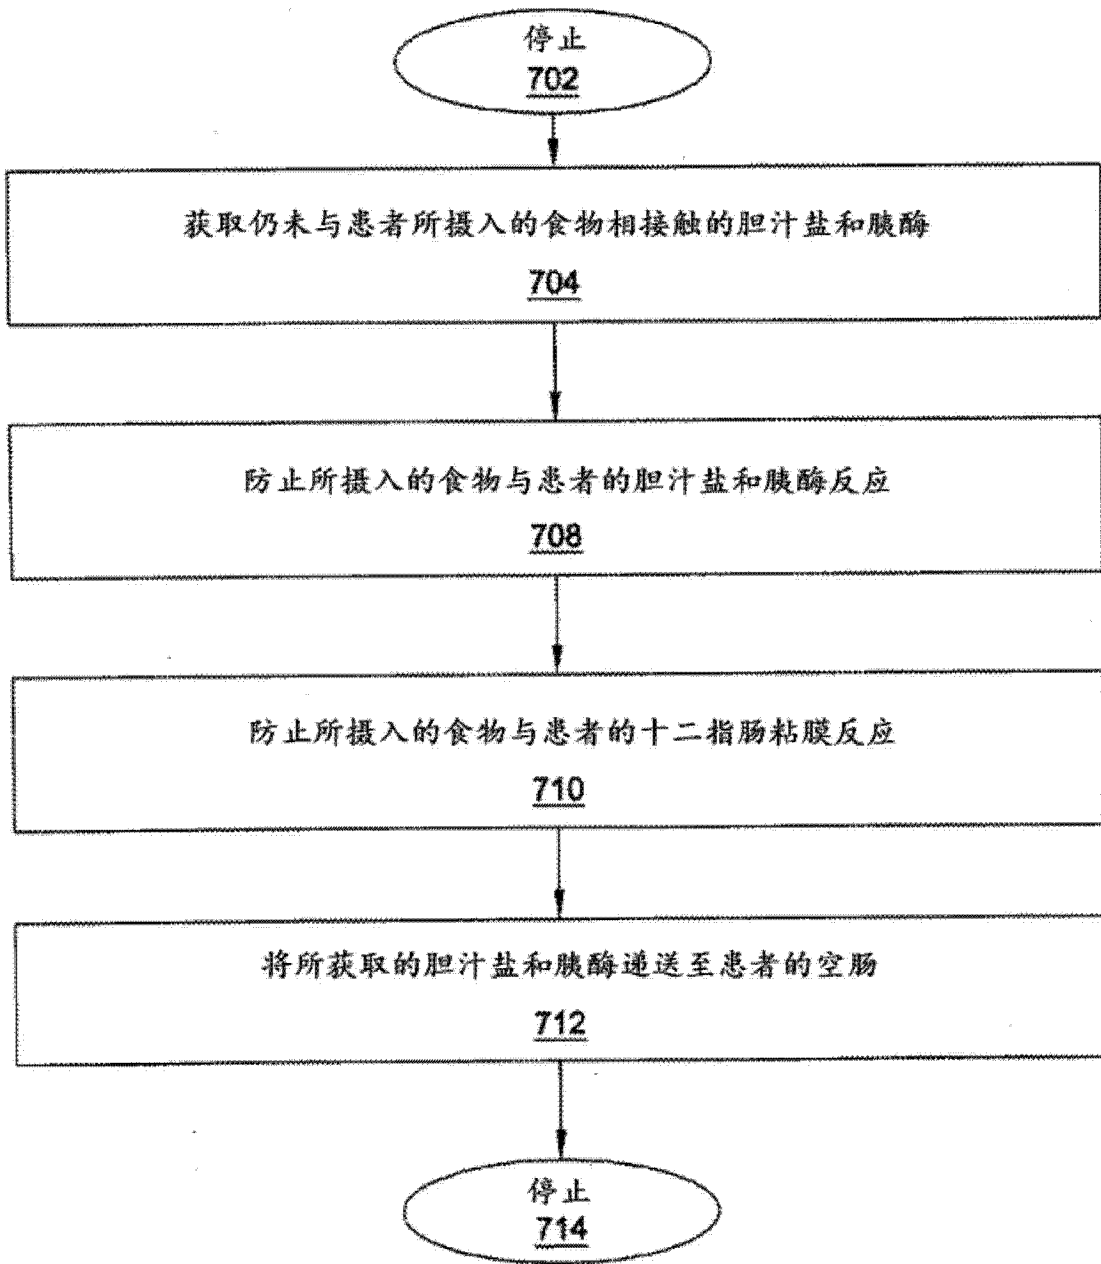 停止
702
获取仍未与患者所摄入的食物相接触的胆汁盐和胰酶
704
防止所摄入的食物与患者的胆汁盐和胰酶反应
708
防止所摄入的食物与患者的十二指肠粘膜反应
710
将所获取的胆汁盐和胰酶递送至患者的空肠
712
停止
714